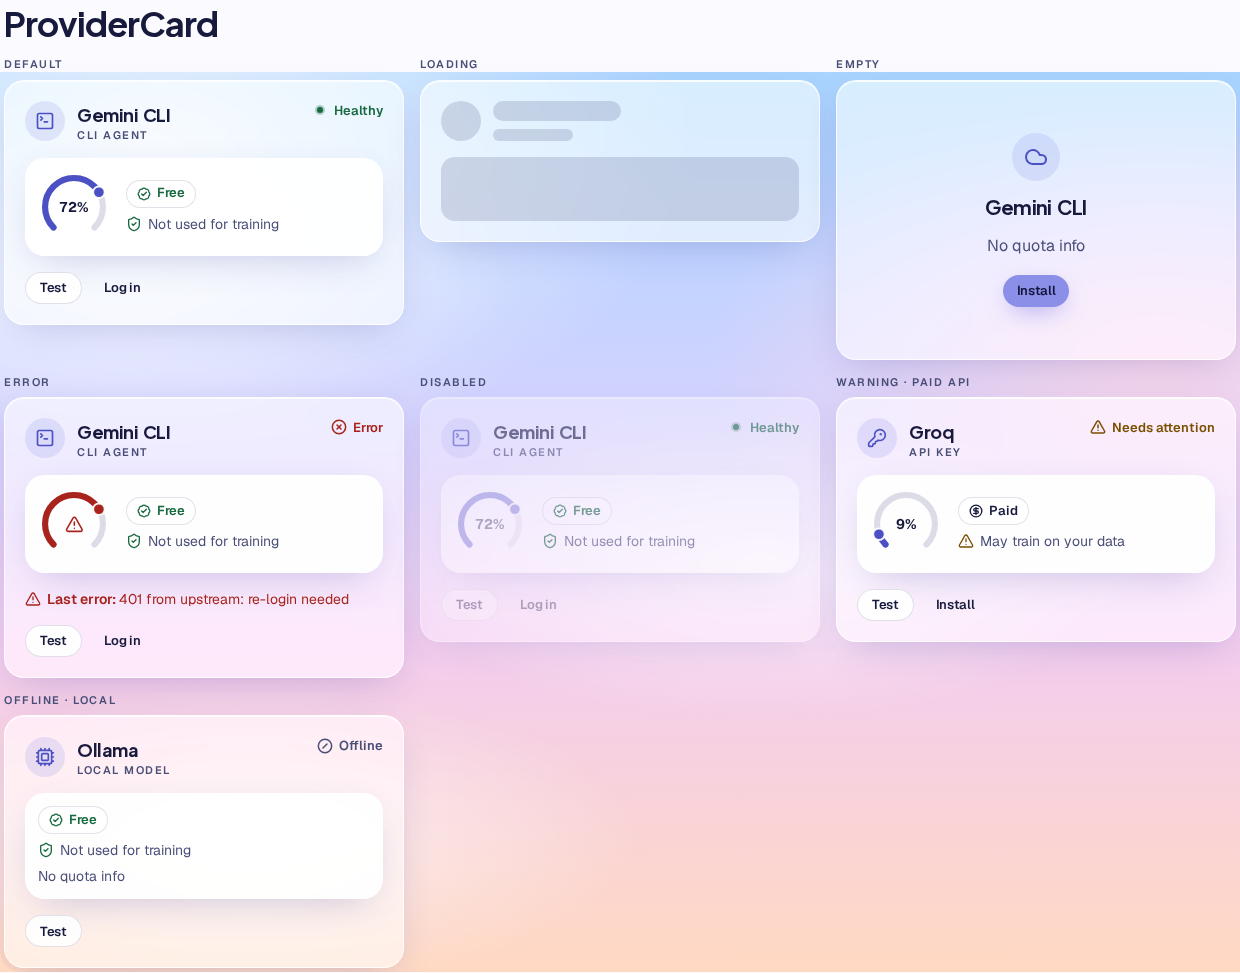 ProviderCard
DEFAULT
Gemini CLI
CLI AGENT
Healthy
72%
Free
Not used for training
Test
Log in
LOADING
EMPTY
Gemini CLI
No quota info
Install
ERROR
Gemini CLI
CLI AGENT
Error
Free
Not used for training
Last error: 401 from upstream: re-login needed
Test
Log in
DISABLED
Gemini CLI
CLI AGENT
Healthy
72%
Free
Not used for training
Test
Log in
WARNING · PAID API
Groq
API KEY
Needs attention
9%
Paid
May train on your data
Test
Install
OFFLINE · LOCAL
Ollama
LOCAL MODEL
Offline
Free
Not used for training
No quota info
Test